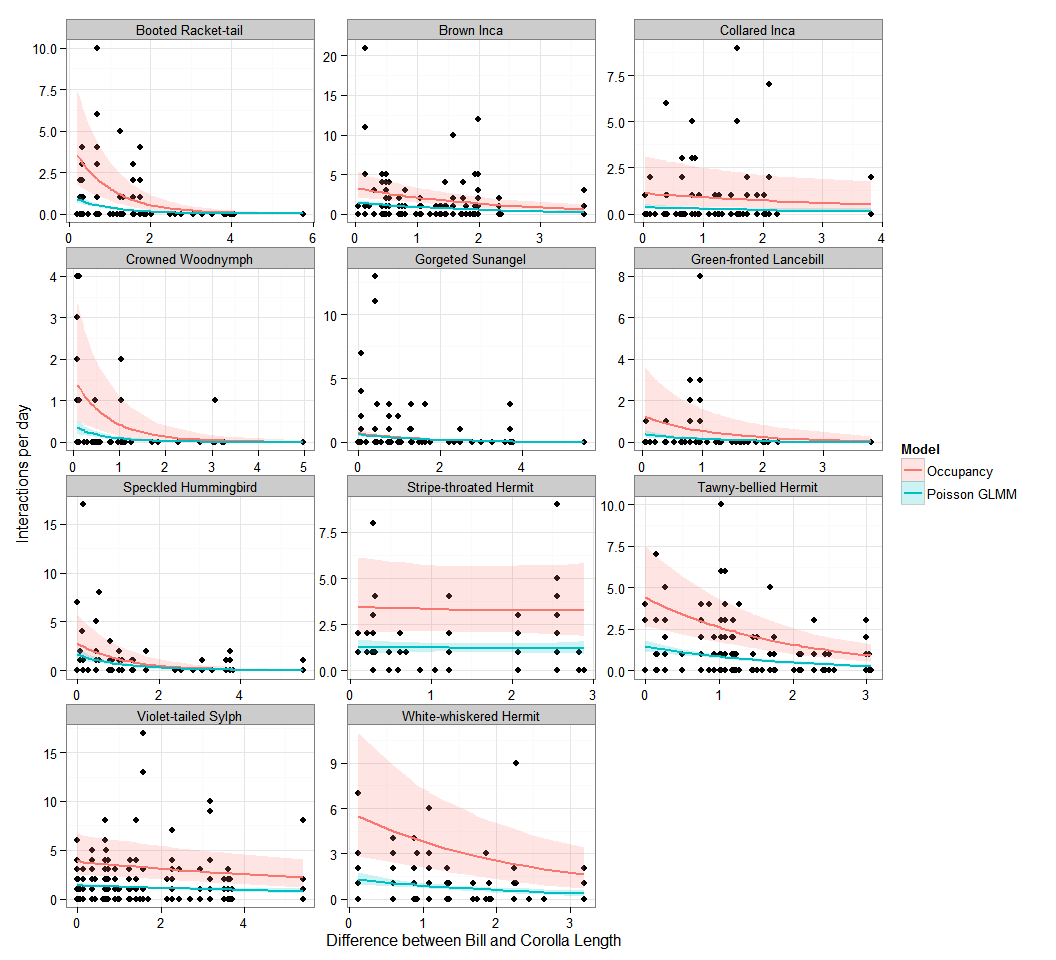 Booted Racket-tail
Brown Inca
Collared Inca
10.0
7.5
5.0
2.5
0.0
0 2 4 6
20
15
10
5
0
0 1 2 3
7.5
5.0
2.5
0.0
0 1 2 3 4
Crowned Woodnymph
Gorgeted Sunangel
Green-fronted Lancebill
4
3
2
1
0
0 1 2 3 4 5
10
5
0
0 2 4
8
6
4
2
0
0 1 2 3
Speckled Hummingbird
Stripe-throated Hermit
Tawny-bellied Hermit
15
10
5
0
0 2 4
7.5
5.0
2.5
0.0
0 1 2 3
10.0
7.5
5.0
2.5
0.0
0 1 2 3
Violet-tailed Sylph
White-whiskered Hermit
15
10
5
0
0 2 4
9
6
3
0
0 1 2 3
Interactions per day
Difference between Bill and Corolla Length
Model
Occupancy
Poisson GLMM